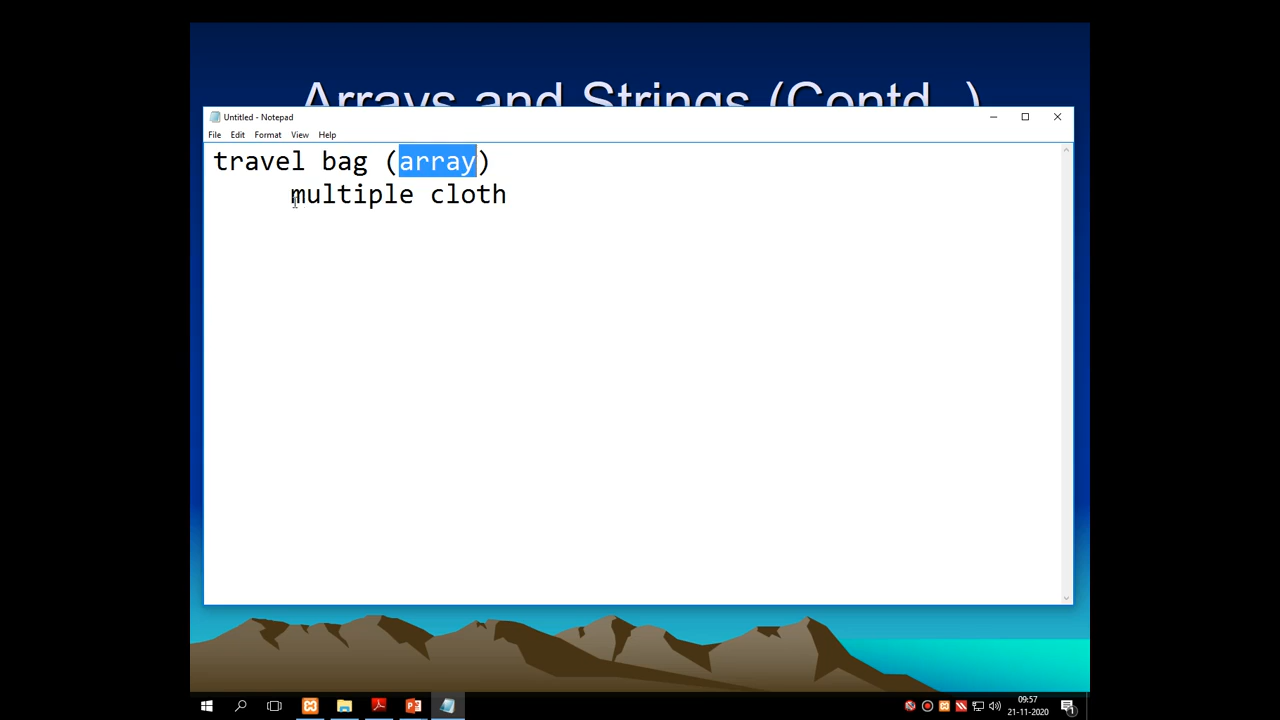 Arrays and Strings (Contd..)
Untitled - Notepad
File Edit Format View Help
travel bag (array)
multiple cloth
09:57
21-11-2020